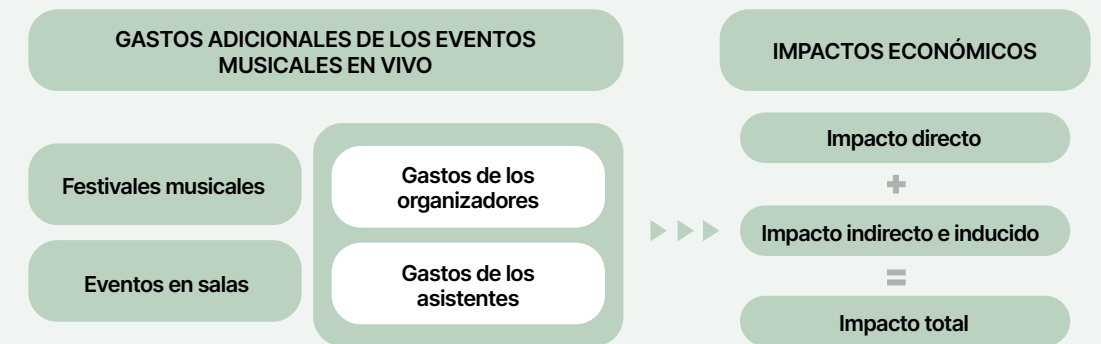 GASTOS ADICIONALES DE LOS EVENTOS
MUSICALES EN VIVO
IMPACTOS ECONÓMICOS
Festivales musicales
Eventos en salas
Gastos de los
organizadores
Gastos de los
asistentes
Impacto directo
+
Impacto indirecto e inducido
=
Impacto total